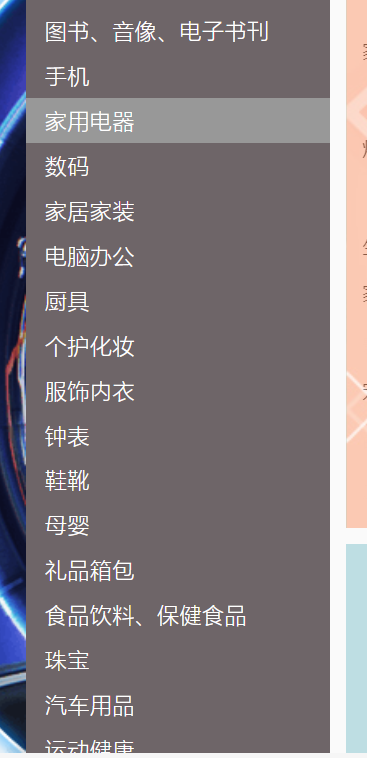 图书、音像、电子书刊
手机
家用电器
数码
家居家装
电脑办公
厨具
个护化妆
服饰内衣
钟表
鞋靴
母婴
礼品箱包
食品饮料、保健食品
珠宝
汽车用品
运动健康